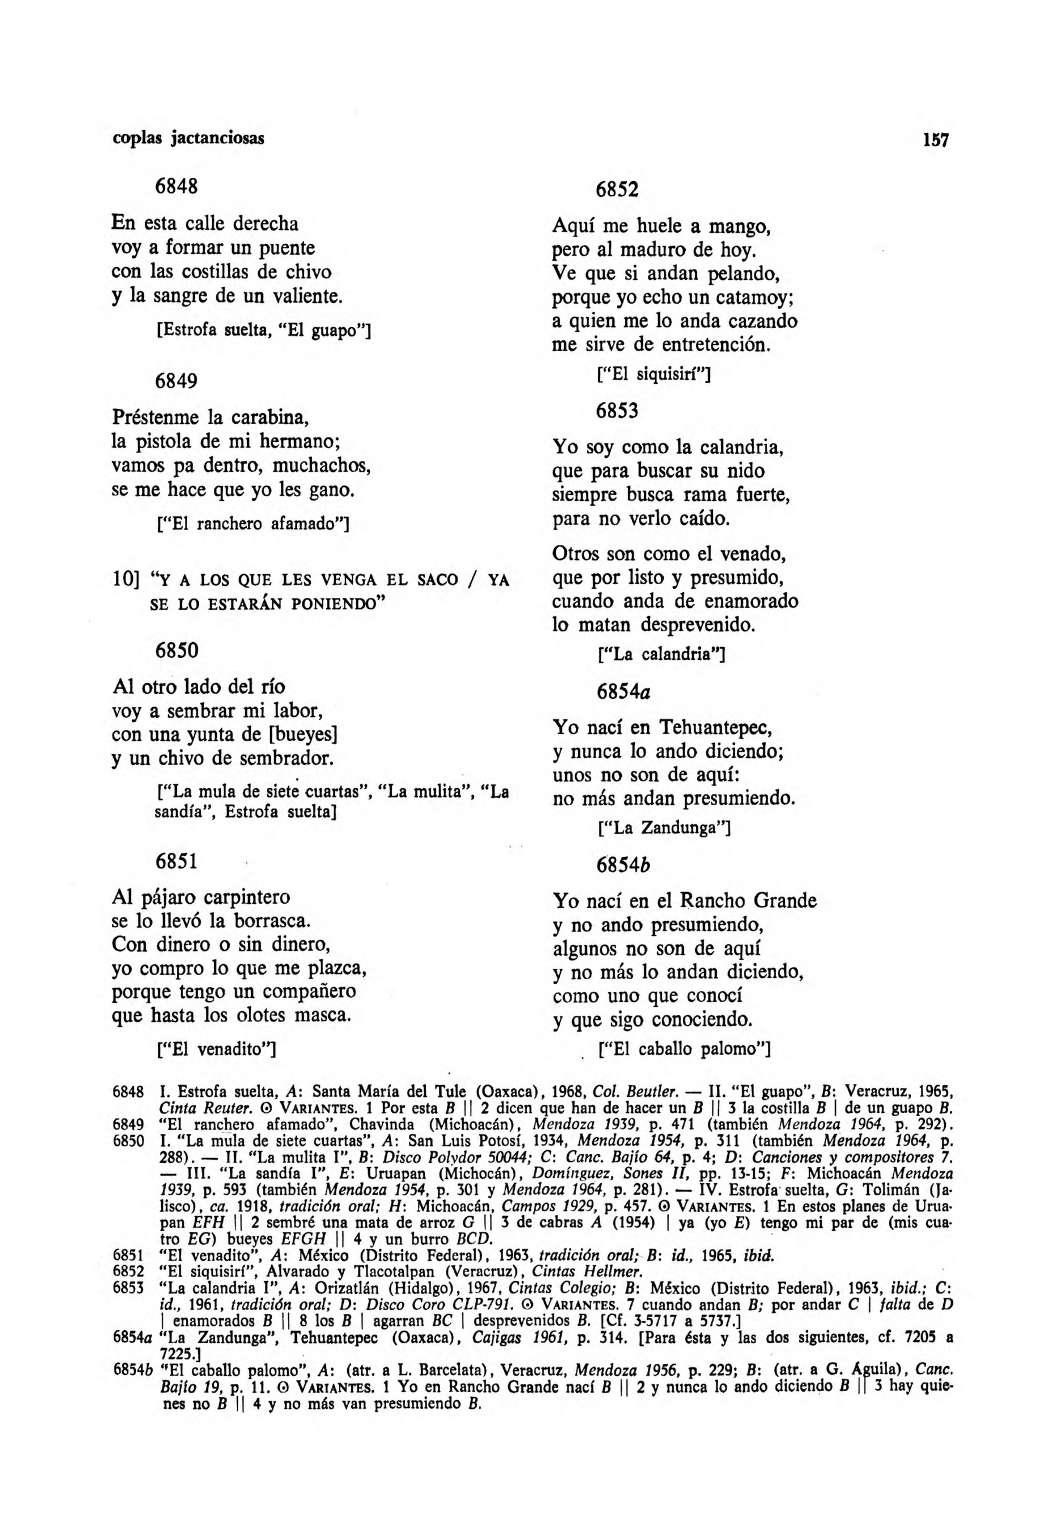 coplas jactanciosas 157
6848
En esta calle derecha
voy a formar un puente
con las costillas de chivo
y la sangre de un valiente.
[Estrofa suelta, “El guapo”]
6849
Préstenme la carabina,
la pistola de mi hermano;
vamos pa dentro, muchachos,
se me hace que yo les gano.
[“El ranchero afamado”]
10] “Y A LOS QUE LES VENGA EL SACO / YA
SE LO ESTARÁN PONIENDO”
6850
Al otro lado del río
voy a sembrar mi labor,
con una yunta de [bueyes]
y un chivo de sembrador.
[“La mula de siete cuartas”, “La mulita”, “La
sandía”, Estrofa suelta]
6851
Al pájaro carpintero
se lo llevó la borrasca.
Con dinero o sin dinero,
yo compro lo que me plazca,
porque tengo un compañero
que hasta los olotes masca.
[“El venadito”]
6852
Aquí me huele a mango,
pero al maduro de hoy.
Ve que si andan pelando,
porque yo echo un catamoy;
a quien me lo anda cazando
me sirve de entretención.
[“El siquisirí”]
6853
Yo soy como la calandria,
que para buscar su nido
siempre busca rama fuerte,
para no verlo caído.
Otros son como el venado,
que por listo y presumido,
cuando anda de enamorado
lo matan desprevenido.
[“La calandria”]
6854a
Yo nací en Tehuantepec,
y nunca lo ando diciendo;
unos no son de aquí:
no más andan presumiendo.
[“La Zandunga”]
6854b
Yo nací en el Rancho Grande
y no ando presumiendo,
algunos no son de aquí
y no más lo andan diciendo,
como uno que conocí
y que sigo conociendo.
[“El caballo palomo”]
6848 I. Estrofa suelta, A: Santa María del Tule (Oaxaca), 1968, Col. Beutler. — II. “El guapo”, B: Veracruz, 1965,
Cinta Reuter. ʘ VARIANTES. 1 Por esta B || 2 dicen que han de hacer un B || 3 la costilla B | de un guapo B.
6849 “El ranchero afamado”, Chavinda (Michoacán), Mendoza 1939, p. 471 (también Mendoza 1964, p. 292).
6850 I. “La mula de siete cuartas”, A: San Luis Potosí, 1934, Mendoza 1954, p. 311 (también Mendoza 1964, p.
288). — II. “La mulita I”, B: Disco Polydor 50044; C: Canc. Bajío 64, p. 4; D: Canciones y compositores 7.
— III. “La sandía I”, E: Uruapan (Michocán), Domínguez, Sones II, pp. 13-15; F: Michoacán Mendoza
1939, p. 593 (también Mendoza 1954, p. 301 y Mendoza 1964, p. 281). — IV. Estrofa suelta, G: Tolimán (Ja-
lisco), ca. 1918, tradición oral; H: Michoacán, Campos 1929, p. 457. ʘ VARIANTES. 1 En estos planes de Urua-
pan EFH || 2 sembré una mata de arroz G || 3 de cabras A (1954) | ya (yo E) tengo mi par de (mis cua-
tro EG) bueyes EFGH || 4 y un burro BCD.
6851 “El venadito”, A: México (Distrito Federal), 1963, tradición oral; B: id., 1965, ibid.
6852 “El siquisirí”, Alvarado y Tlacotalpan (Veracruz), Cintas Hellmer.
6853 “La calandria I”, A: Orizatlán (Hidalgo), 1967, Cintas Colegio; B: México (Distrito Federal), 1963, ibid.; C:
id., 1961, tradición oral; D: Disco Coro CLP-791. ʘ VARIANTES. 7 cuando andan B; por andar C | falta de D
| enamorados B || 8 los B | agarran BC | desprevenidos B. [Cf. 3-5717 a 5737.]
6854a “La Zandunga”, Tehuantepec (Oaxaca), Cajigas 1961, p. 314. [Para ésta y las dos siguientes, cf. 7205 a
7225.]
6854b “El caballo palomo”, A: (atr. a L. Barcelata), Veracruz, Mendoza 1956, p. 229; B: (atr. a G. Águila), Canc.
Bajío 19, p. 11. ʘ VARIANTES. 1 Yo en Rancho Grande nací B || 2 y nunca lo ando diciendo B || 3 hay quie-
nes no B || 4 y no más van presumiendo B.